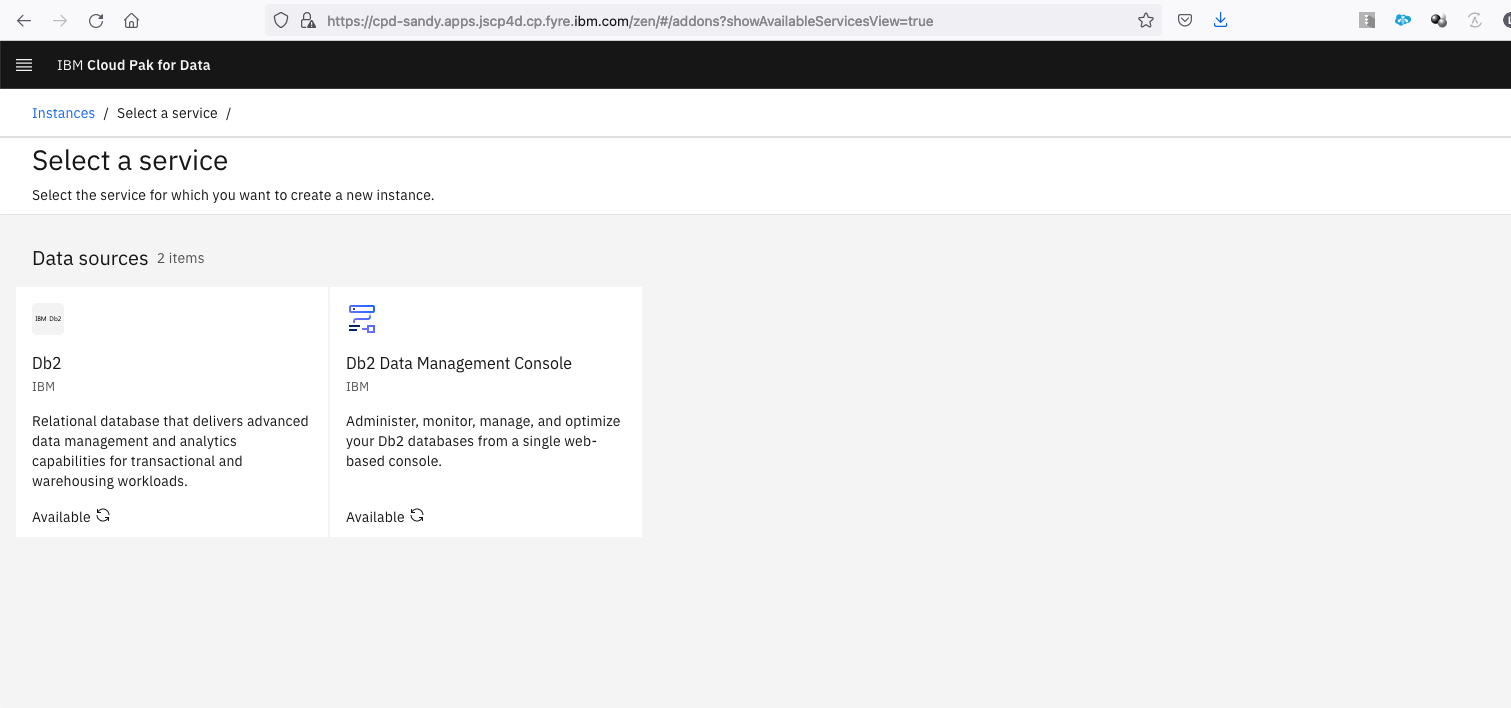 https://cpd-sandy.apps.jscp4d.cp.fyre.ibm.com/zen/#/addons?showAvailableServicesView=true
IBM Cloud Pak for Data
Instances / Select a service /
Select a service
Select the service for which you want to create a new instance.
Data sources 2 items
IBM Db2
Db2
IBM
Relational database that delivers advanced
data management and analytics
capabilities for transactional and
warehousing workloads.
Available
Db2 Data Management Console
IBM
Administer, monitor, manage, and optimize
your Db2 databases from a single web-
based console.
Available